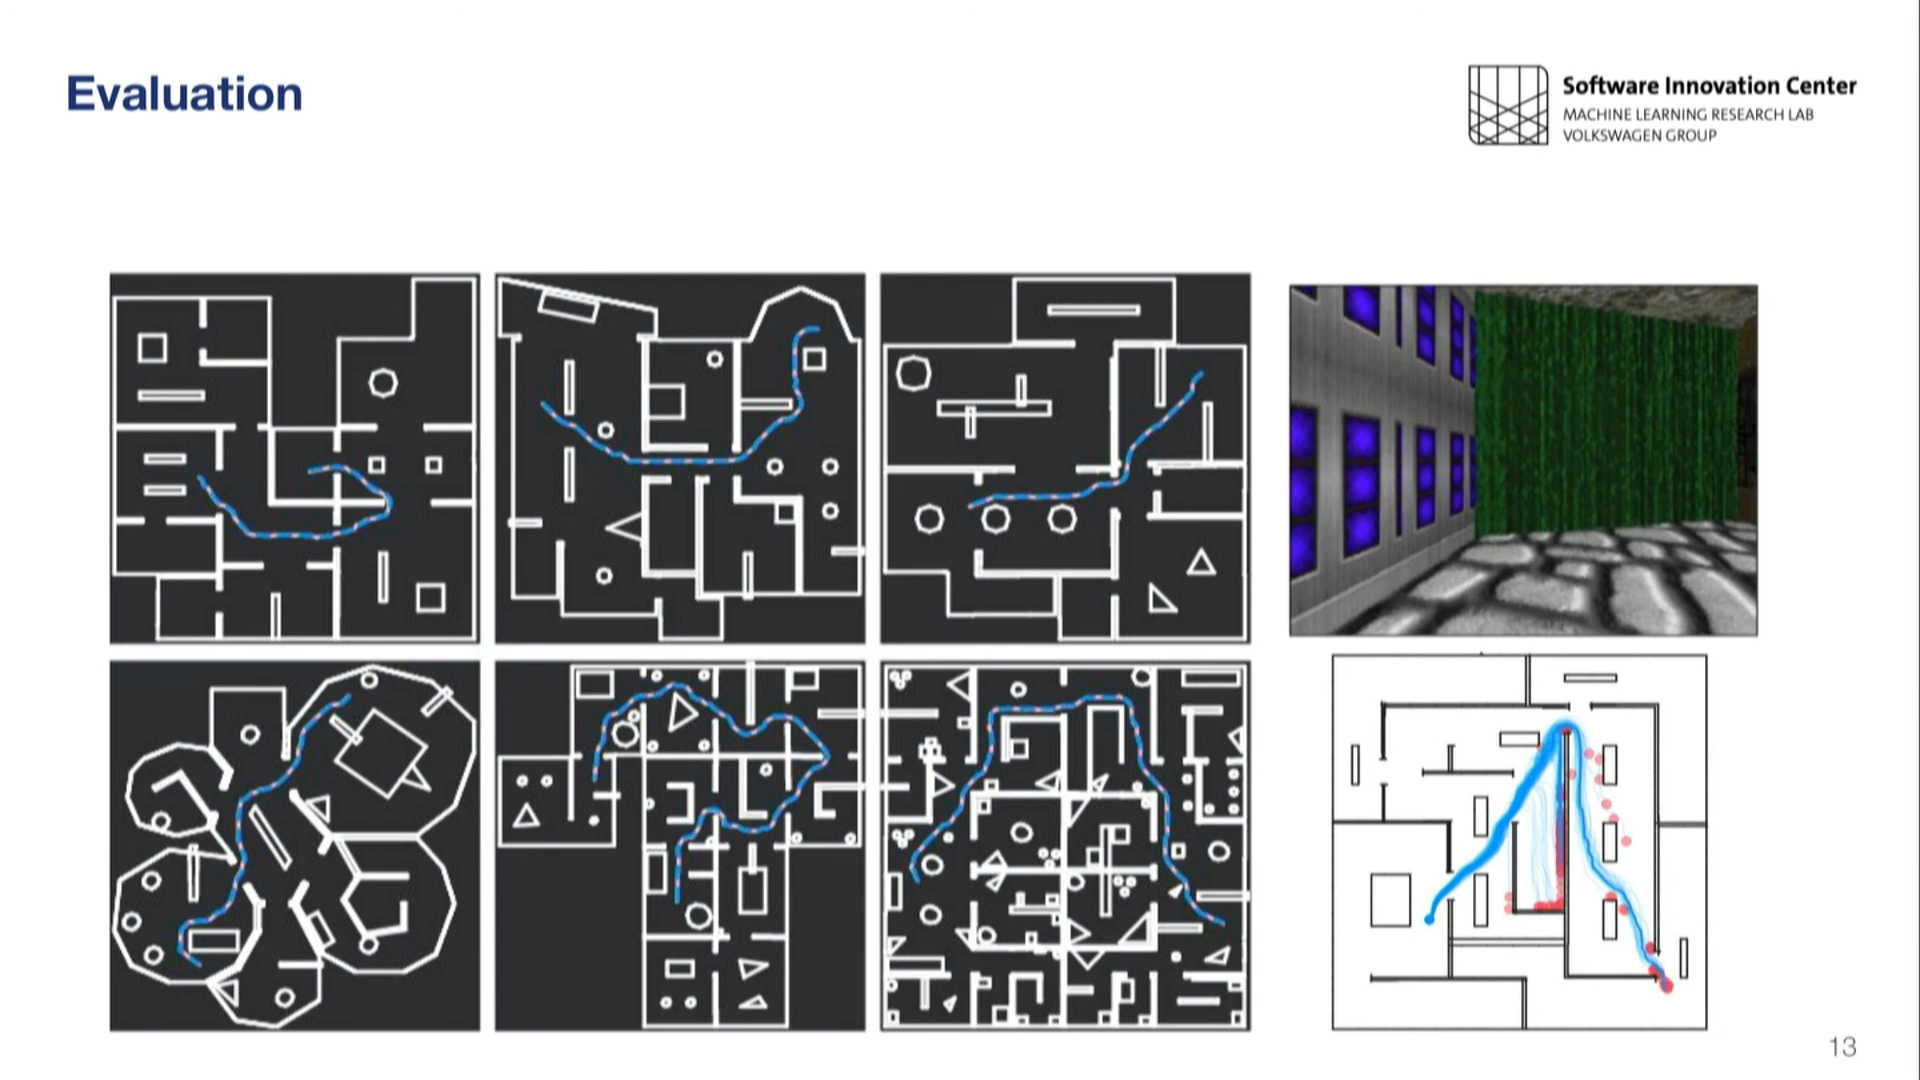 Evaluation
Software Innovation Center
MACHINE LEARNING RESEARCH LAB
VOLKSWAGEN GROUP
13